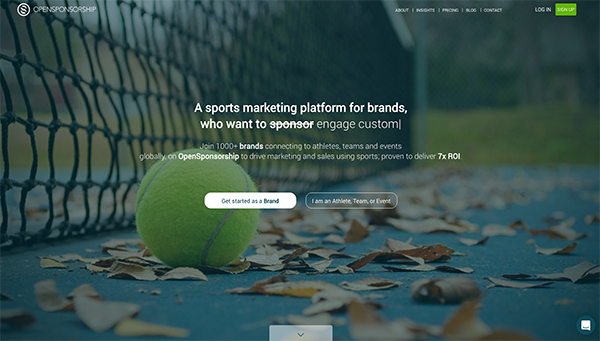 OPENSPONSORSHIP
ABOUT | INSIGHTS | PRICING | BLOG | CONTACT
LOG IN
SIGN UP
A sports marketing platform for brands,
who want to sponsor engage custom|
Join 1000+ brands connecting to athletes, teams and events
globally, on OpenSponsorship to drive marketing and sales using sports; proven to deliver 7x ROI.
Get started as a Brand
I am an Athlete, Team, or Event